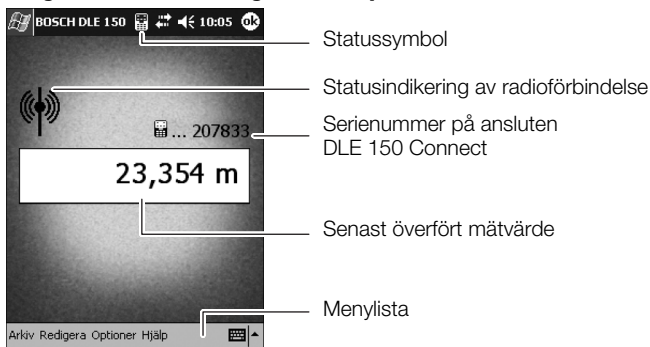 BOSCH DLE 150 10:05 ok
Statussymbol
Statusindikering av radioförbindelse
... 207833
Serienummer på ansluten
DLE 150 Connect
23,354 m
Senast överfört mätvärde
Menylista
Arkiv Redigera Optioner Hjälp